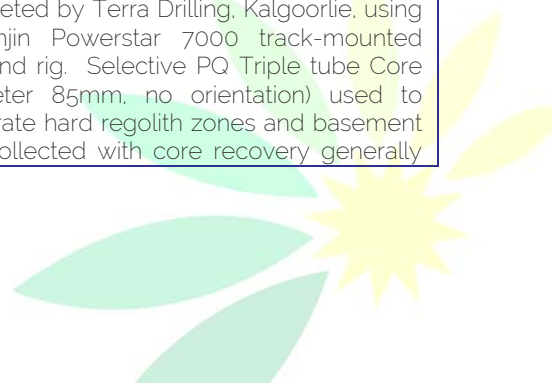 eted by Terra Drilling, Kalgoorlie, using
njin Powerstar 7000 track-mounted
nd rig. Selective PQ Triple tube Core
eter 85mm, no orientation) used to
rate hard regolith zones and basement
ollected with core recovery generally